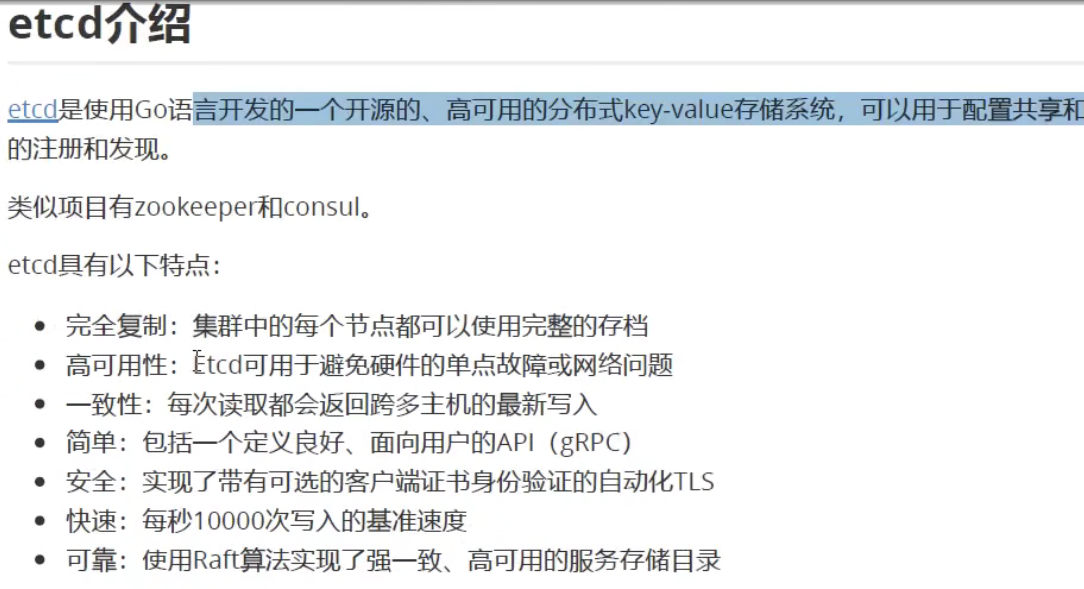 etcd介绍
etcd是使用Go语言开发的一个开源的、高可用的分布式key-value存储系统，可以用于配置共享和
的注册和发现。
类似项目有zookeeper和consul。
etcd具有以下特点：
• 完全复制：集群中的每个节点都可以使用完整的存档
• 高可用性：Etcd可用于避免硬件的单点故障或网络问题
• 一致性：每次读取都会返回跨多主机的最新写入
• 简单：包括一个定义良好、面向用户的API（gRPC）
• 安全：实现了带有可选的客户端证书身份验证的自动化TLS
• 快速：每秒10000次写入的基准速度
• 可靠：使用Raft算法实现了强一致、高可用的服务存储目录